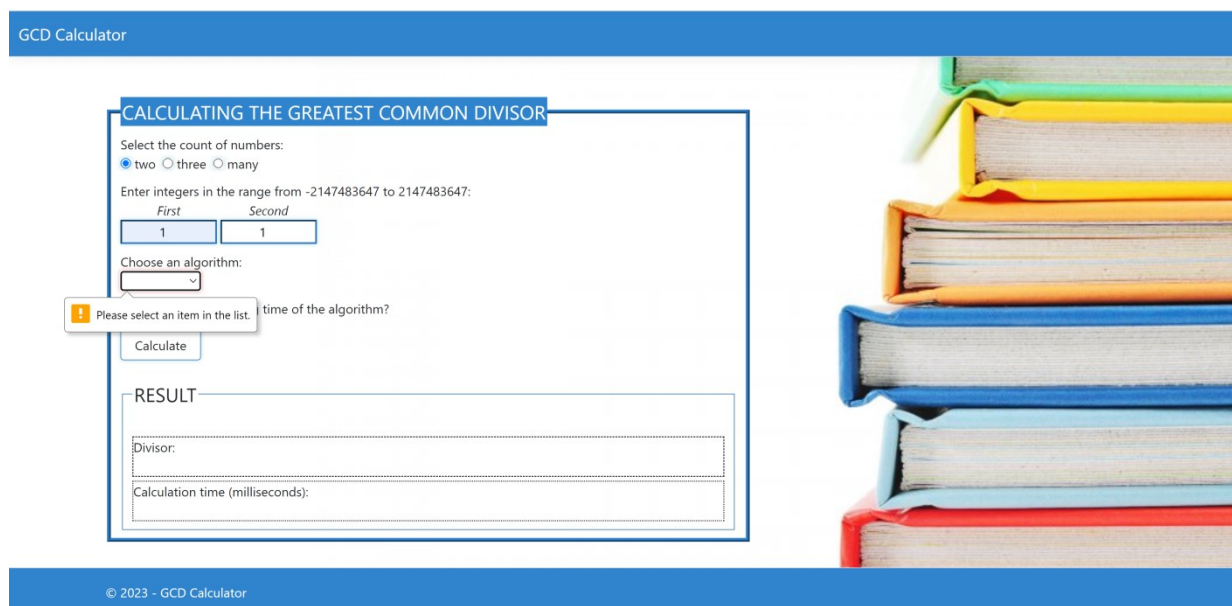 GCD Calculator
CALCULATING THE GREATEST COMMON DIVISOR
Select the count of numbers:
two three many
Enter integers in the range from -2147483647 to 2147483647:
First Second
1 1
Choose an algorithm:
time of the algorithm?
Please select an item in the list.
Calculate
RESULT
Divisor:
Calculation time (milliseconds):
© 2023 - GCD Calculator